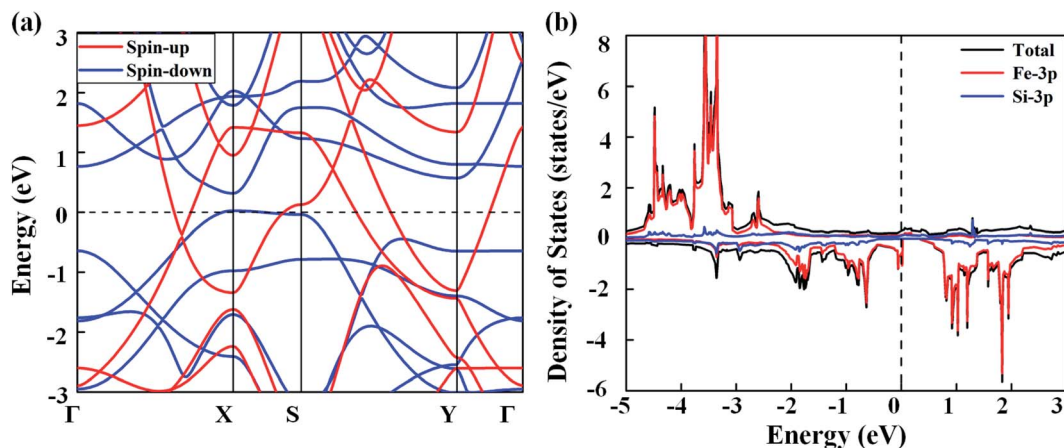 (a)
Spin-up
Spin-down
Energy (eV)
3
2
1
0
-1
-2
-3
Γ X S Y Γ
(b)
Total
Fe-3p
Si-3p
Density of States (states/eV)
8
6
4
2
0
-2
-4
-6
-5 -4 -3 -2 -1 0 1 2 3
Energy (eV)